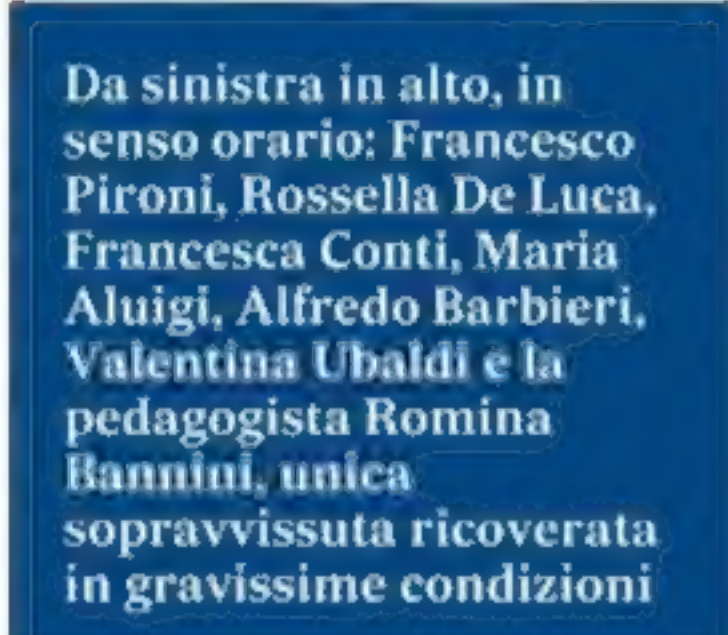 Da sinistra in alto, in
senso orario: Francesco
Pironi, Rossella De Luca,
Francesca Conti, Maria
Aluigi, Alfredo Barbieri,
Valentina Ubaldi e la
pedagogista Romina
Bannini, unica
sopravvissuta ricoverata
in gravissime condizioni